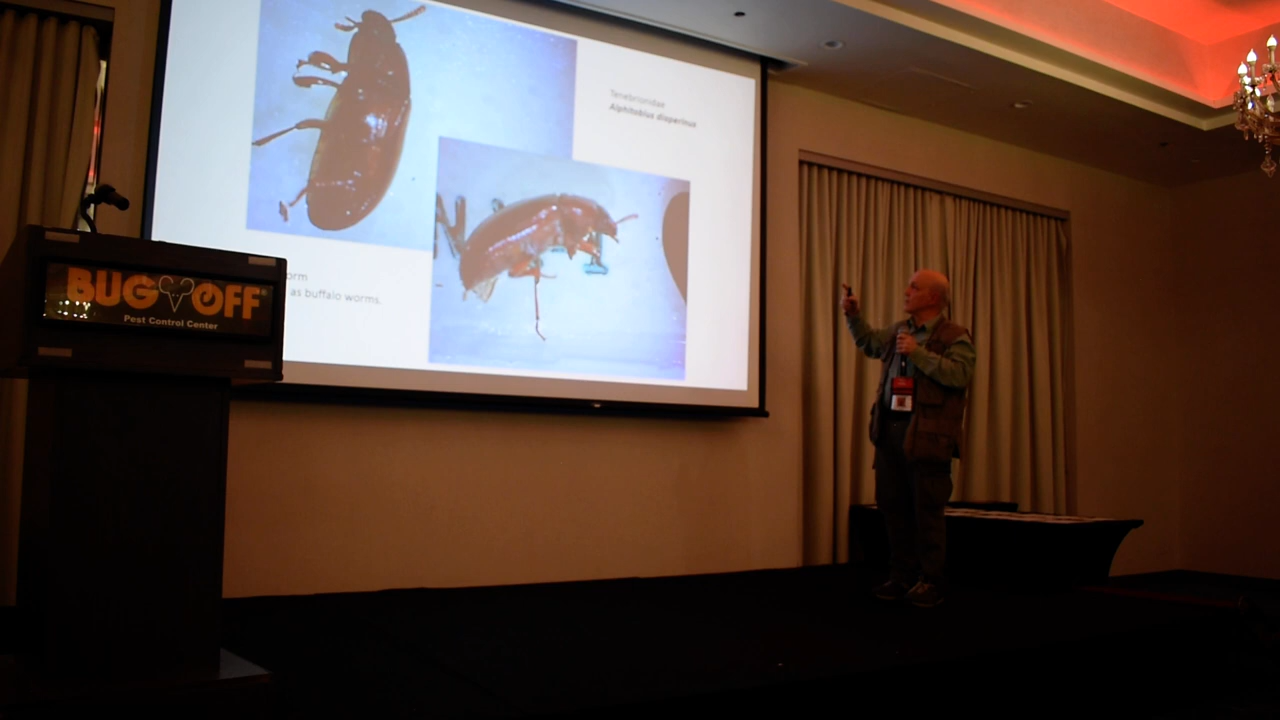 Tenebrionidae
Alphitobius diaperinus
orm
as buffalo worms.
BUG OFF
Pest Control Center